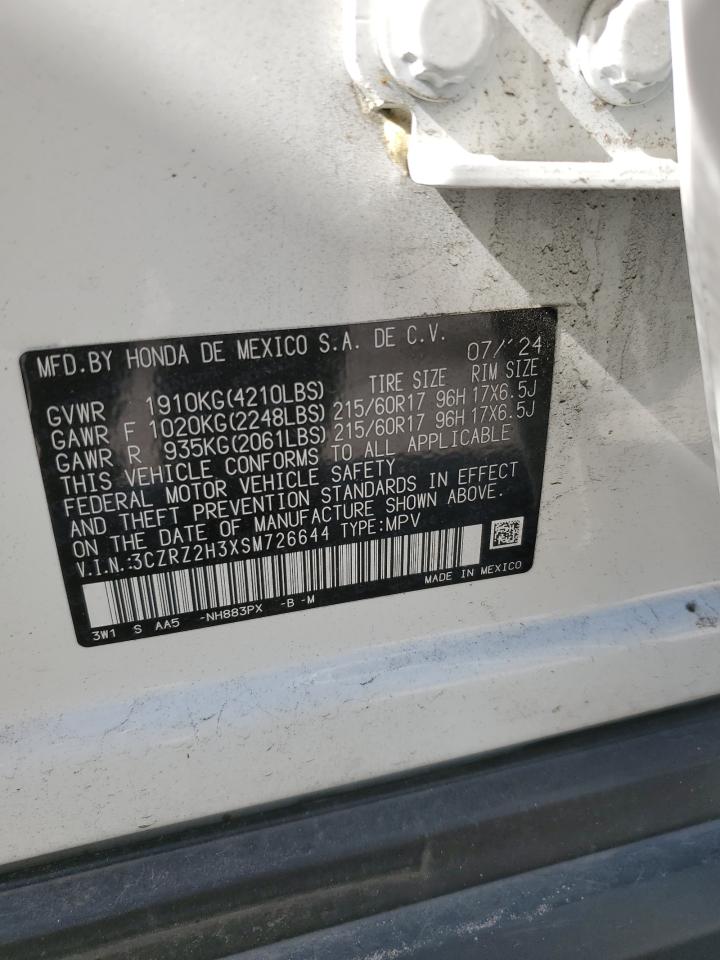 MFD.BY HONDA DE MEXICO S.A. DE C.V. 07/'24
TIRE SIZE RIM SIZE
GVWR 1910KG(4210LBS)
GAWR F 1020KG(2248LBS) 215/60R17 96H 17X6.5J
GAWR R 935KG(2061LBS) 215/60R17 96H 17X6.5J
THIS VEHICLE CONFORMS TO ALL APPLICABLE
FEDERAL MOTOR VEHICLE SAFETY
AND THEFT PREVENTION STANDARDS IN EFFECT
ON THE DATE OF MANUFACTURE SHOWN ABOVE.
V.I.N.:3CZRZ2H3XSM726644 TYPE:MPV
MADE IN MEXICO
3W1 S AA5 -NH883PX -B -M